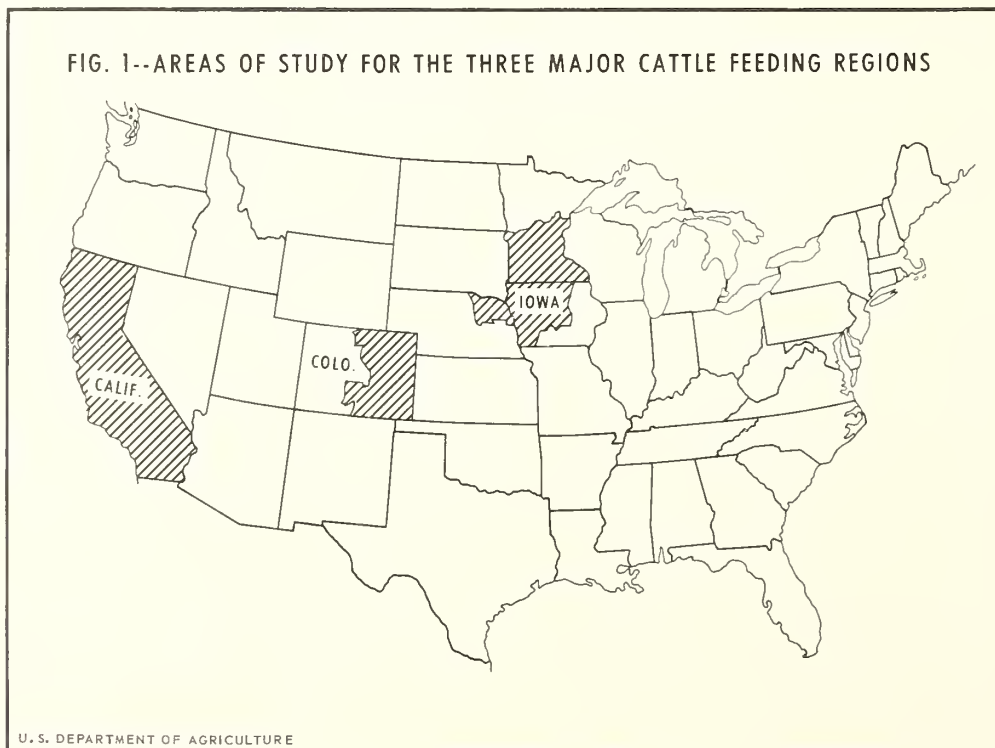 FIG. 1--AREAS OF STUDY FOR THE THREE MAJOR CATTLE FEEDING REGIONS
IOWA
COLO.
CALIF.
U.S. DEPARTMENT OF AGRICULTURE